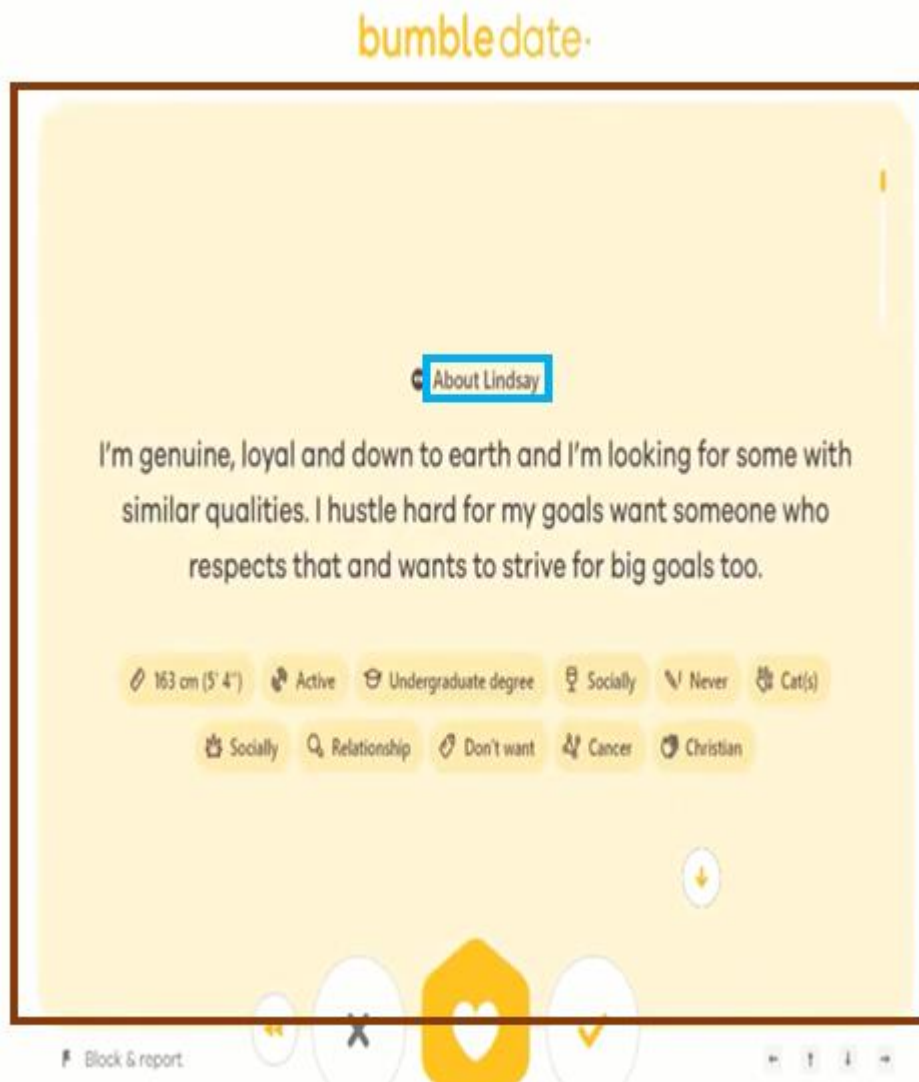 bumble date
About Lindsay
I'm genuine, loyal and down to earth and I'm looking for some with
similar qualities. I hustle hard for my goals want someone who
respects that and wants to strive for big goals too.
163 cm (5' 4") Active Undergraduate degree Socially Never Cat(s)
Socially Relationship Don't want Cancer Christian
Block & report